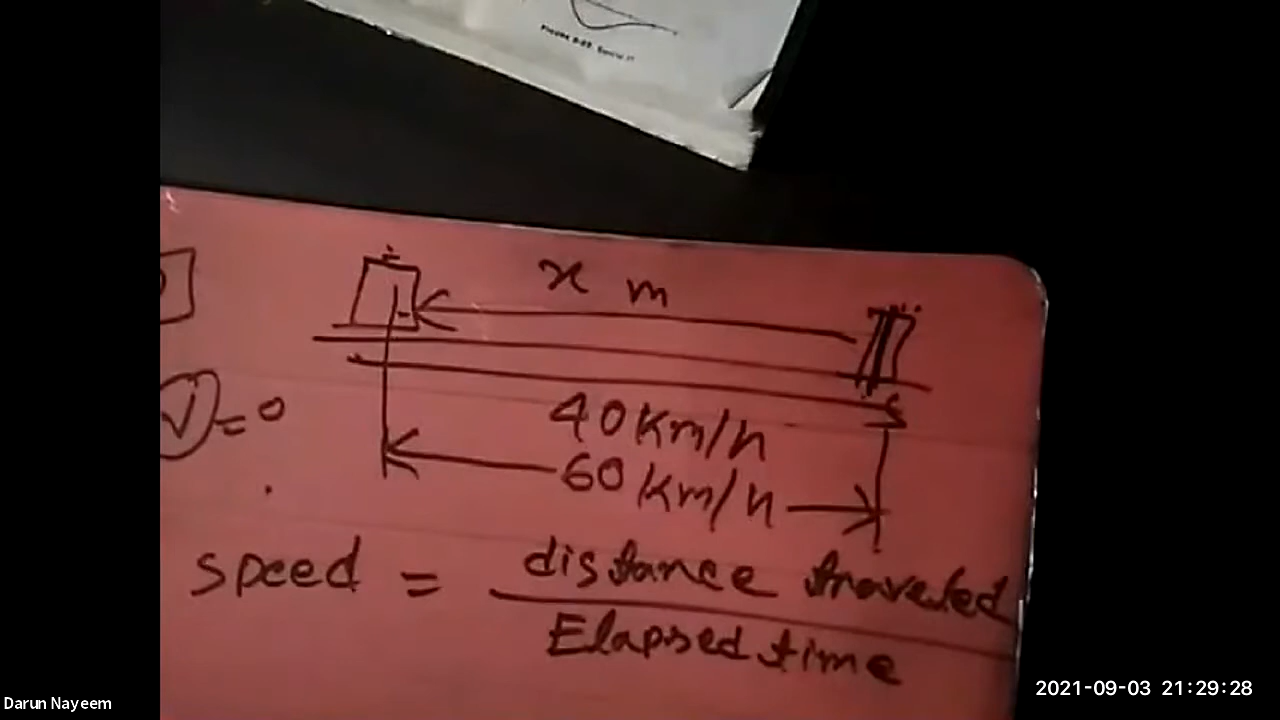 x m
40 Km/h
= 0
60 Km/h
speed = distance traveled
Elapsed time
Darun Nayeem
2021-09-03 21:29:28